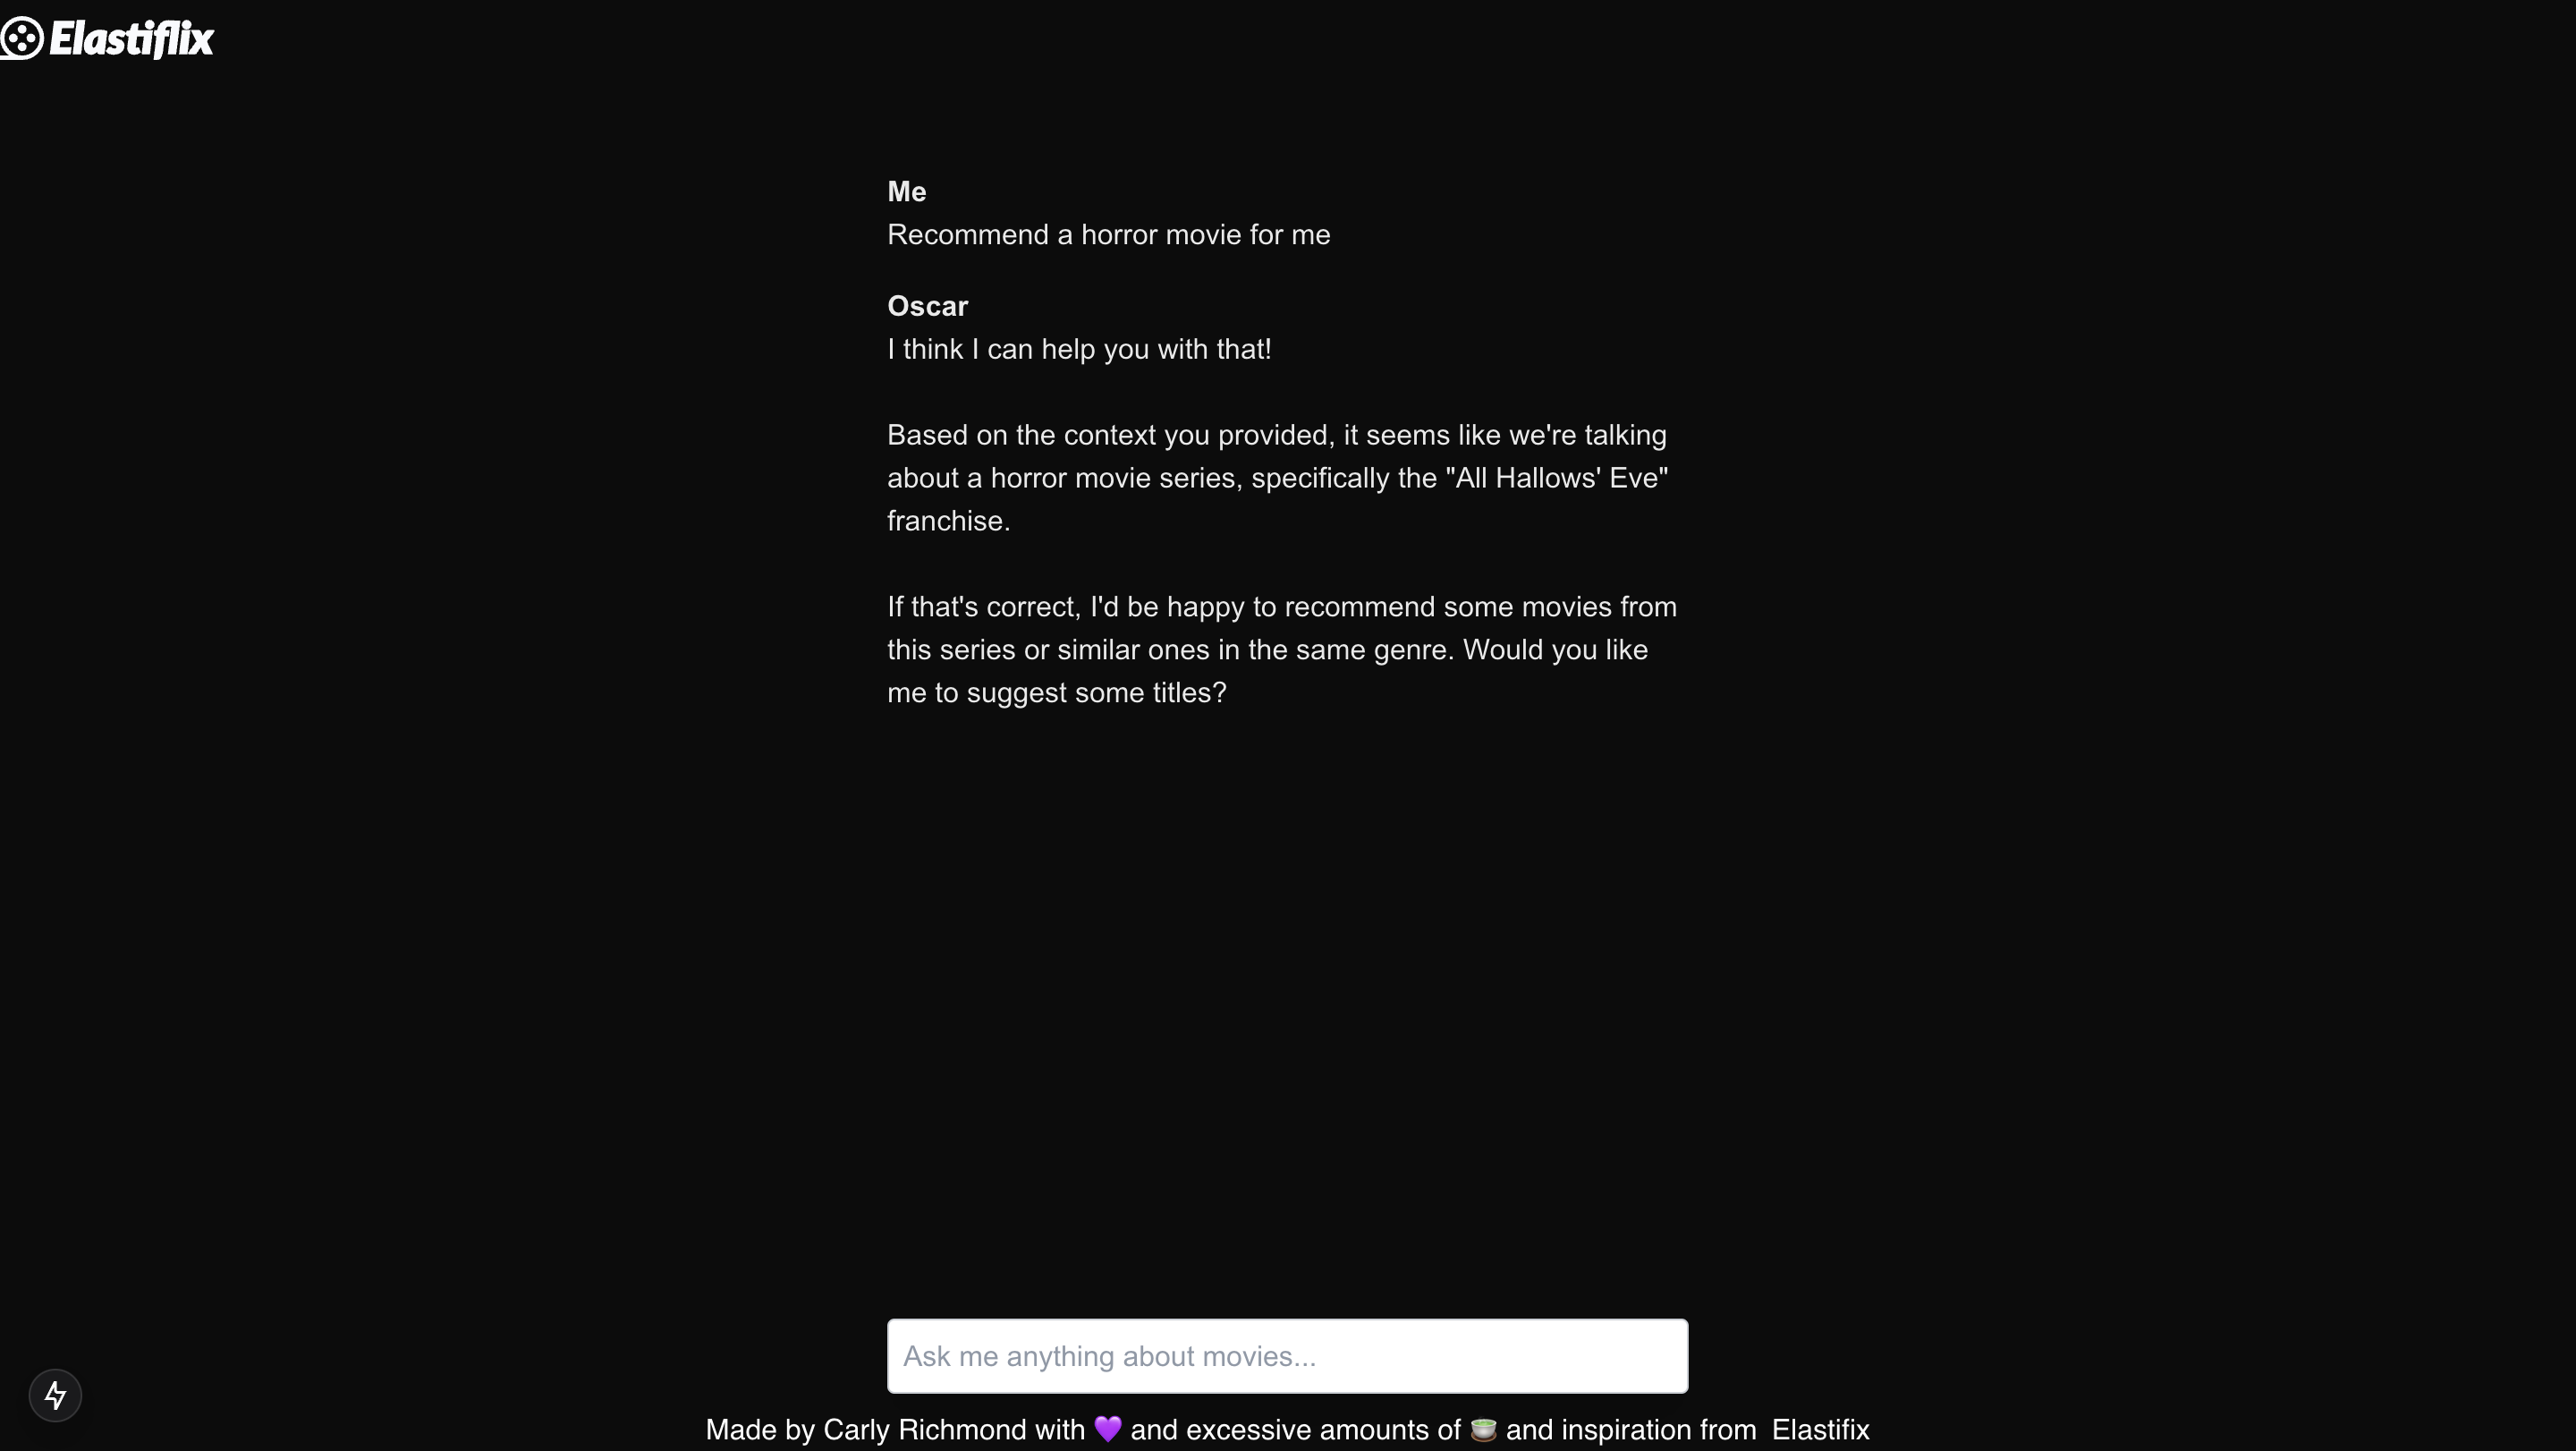 Elastiflix
Me
Recommend a horror movie for me
Oscar
I think I can help you with that!
Based on the context you provided, it seems like we're talking
about a horror movie series, specifically the "All Hallows' Eve"
franchise.
If that's correct, I'd be happy to recommend some movies from
this series or similar ones in the same genre. Would you like
me to suggest some titles?
Ask me anything about movies...
Made by Carly Richmond with 💜 and excessive amounts of 🍵 and inspiration from Elastifix